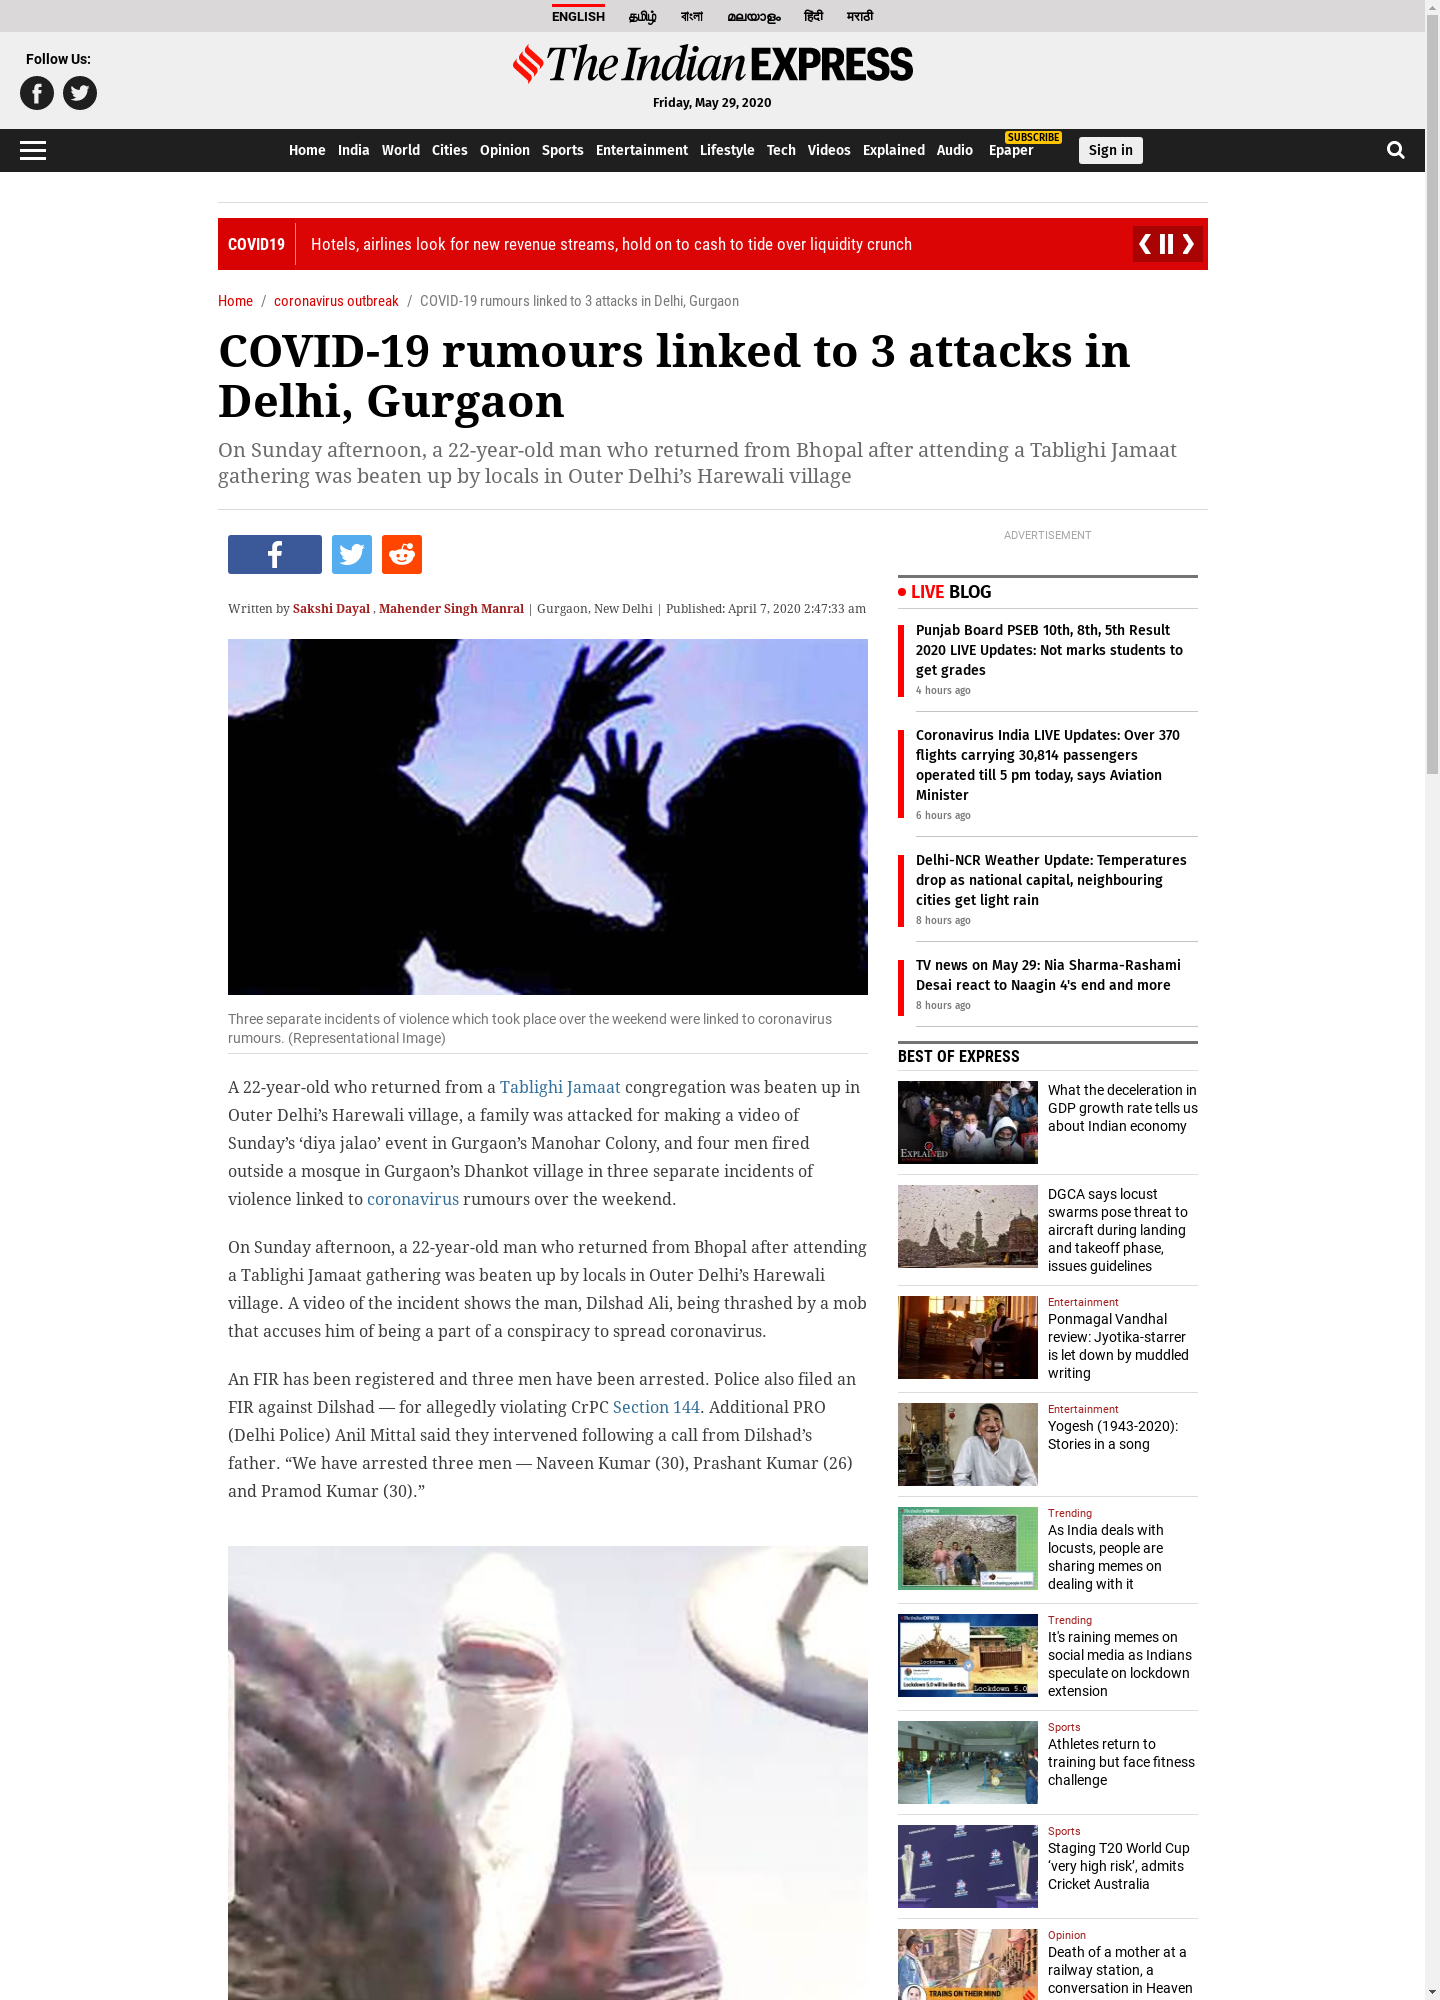 ENGLISH தமிழ் বাংলা മലയാളം हिंदी मराठी
Follow Us:
The Indian EXPRESS
Friday, May 29, 2020
SUBSCRIBE
Home India World Cities Opinion Sports Entertainment Lifestyle Tech Videos Explained Audio Epaper Sign in
COVID19 Hotels, airlines look for new revenue streams, hold on to cash to tide over liquidity crunch
Home / coronavirus outbreak / COVID-19 rumours linked to 3 attacks in Delhi, Gurgaon
COVID-19 rumours linked to 3 attacks in
Delhi, Gurgaon
On Sunday afternoon, a 22-year-old man who returned from Bhopal after attending a Tablighi Jamaat
gathering was beaten up by locals in Outer Delhi’s Harewali village
Written by Sakshi Dayal , Mahender Singh Manral | Gurgaon, New Delhi | Published: April 7, 2020 2:47:33 am
Three separate incidents of violence which took place over the weekend were linked to coronavirus
rumours. (Representational Image)
A 22-year-old who returned from a Tablighi Jamaat congregation was beaten up in
Outer Delhi’s Harewali village, a family was attacked for making a video of
Sunday’s ‘diya jalao’ event in Gurgaon’s Manohar Colony, and four men fired
outside a mosque in Gurgaon’s Dhankot village in three separate incidents of
violence linked to coronavirus rumours over the weekend.
On Sunday afternoon, a 22-year-old man who returned from Bhopal after attending
a Tablighi Jamaat gathering was beaten up by locals in Outer Delhi’s Harewali
village. A video of the incident shows the man, Dilshad Ali, being thrashed by a mob
that accuses him of being a part of a conspiracy to spread coronavirus.
An FIR has been registered and three men have been arrested. Police also filed an
FIR against Dilshad — for allegedly violating CrPC Section 144. Additional PRO
(Delhi Police) Anil Mittal said they intervened following a call from Dilshad’s
father. “We have arrested three men — Naveen Kumar (30), Prashant Kumar (26)
and Pramod Kumar (30).”
ADVERTISEMENT
LIVE BLOG
Punjab Board PSEB 10th, 8th, 5th Result
2020 LIVE Updates: Not marks students to
get grades
4 hours ago
Coronavirus India LIVE Updates: Over 370
flights carrying 30,814 passengers
operated till 5 pm today, says Aviation
Minister
6 hours ago
Delhi-NCR Weather Update: Temperatures
drop as national capital, neighbouring
cities get light rain
8 hours ago
TV news on May 29: Nia Sharma-Rashami
Desai react to Naagin 4's end and more
8 hours ago
BEST OF EXPRESS
EXPLAINED
What the deceleration in
GDP growth rate tells us
about Indian economy
DGCA says locust
swarms pose threat to
aircraft during landing
and takeoff phase,
issues guidelines
Entertainment
Ponmagal Vandhal
review: Jyotika-starrer
is let down by muddled
writing
Entertainment
Yogesh (1943-2020):
Stories in a song
Trending
As India deals with
locusts, people are
sharing memes on
dealing with it
Lockdown 1.0
Lockdown 5.0 will be like this.
Lockdown 5.0
Trending
It's raining memes on
social media as Indians
speculate on lockdown
extension
Sports
Athletes return to
training but face fitness
challenge
Sports
Staging T20 World Cup
‘very high risk’, admits
Cricket Australia
TRAINS ON THEIR MIND
Opinion
Death of a mother at a
railway station, a
conversation in Heaven